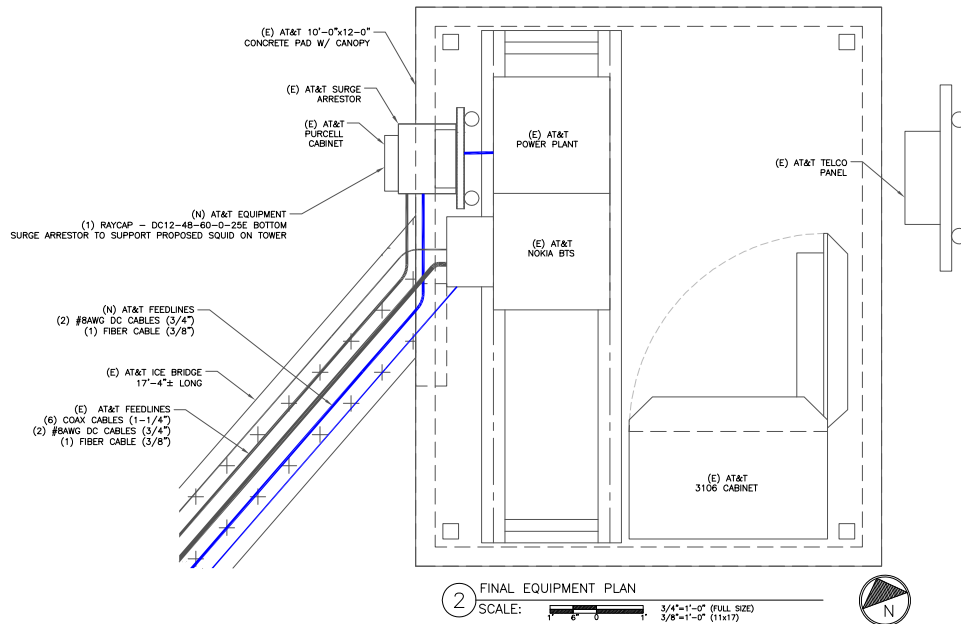 (E) AT&T 10'-0"x12-0"
CONCRETE PAD W/ CANOPY
(E) AT&T SURGE
ARRESTOR
(E) AT&T
PURCELL
CABINET
(E) AT&T
POWER PLANT
(E) AT&T TELCO
PANEL
(N) AT&T EQUIPMENT
(1) RAYCAP - DC12-48-60-0-25E BOTTOM
SURGE ARRESTOR TO SUPPORT PROPOSED SQUID ON TOWER
(E) AT&T
NOKIA BTS
(N) AT&T FEEDLINES
(2) #8AWG DC CABLES (3/4")
(1) FIBER CABLE (3/8")
(E) AT&T ICE BRIDGE
17'-4"± LONG
(E) AT&T FEEDLINES
(6) COAX CABLES (1-1/4")
(2) #8AWG DC CABLES (3/4")
(1) FIBER CABLE (3/8")
(E) AT&T
3106 CABINET
2
FINAL EQUIPMENT PLAN
SCALE:
1' 6" 0 1'
3/4"=1'-0" (FULL SIZE)
3/8"=1'-0" (11x17)
N